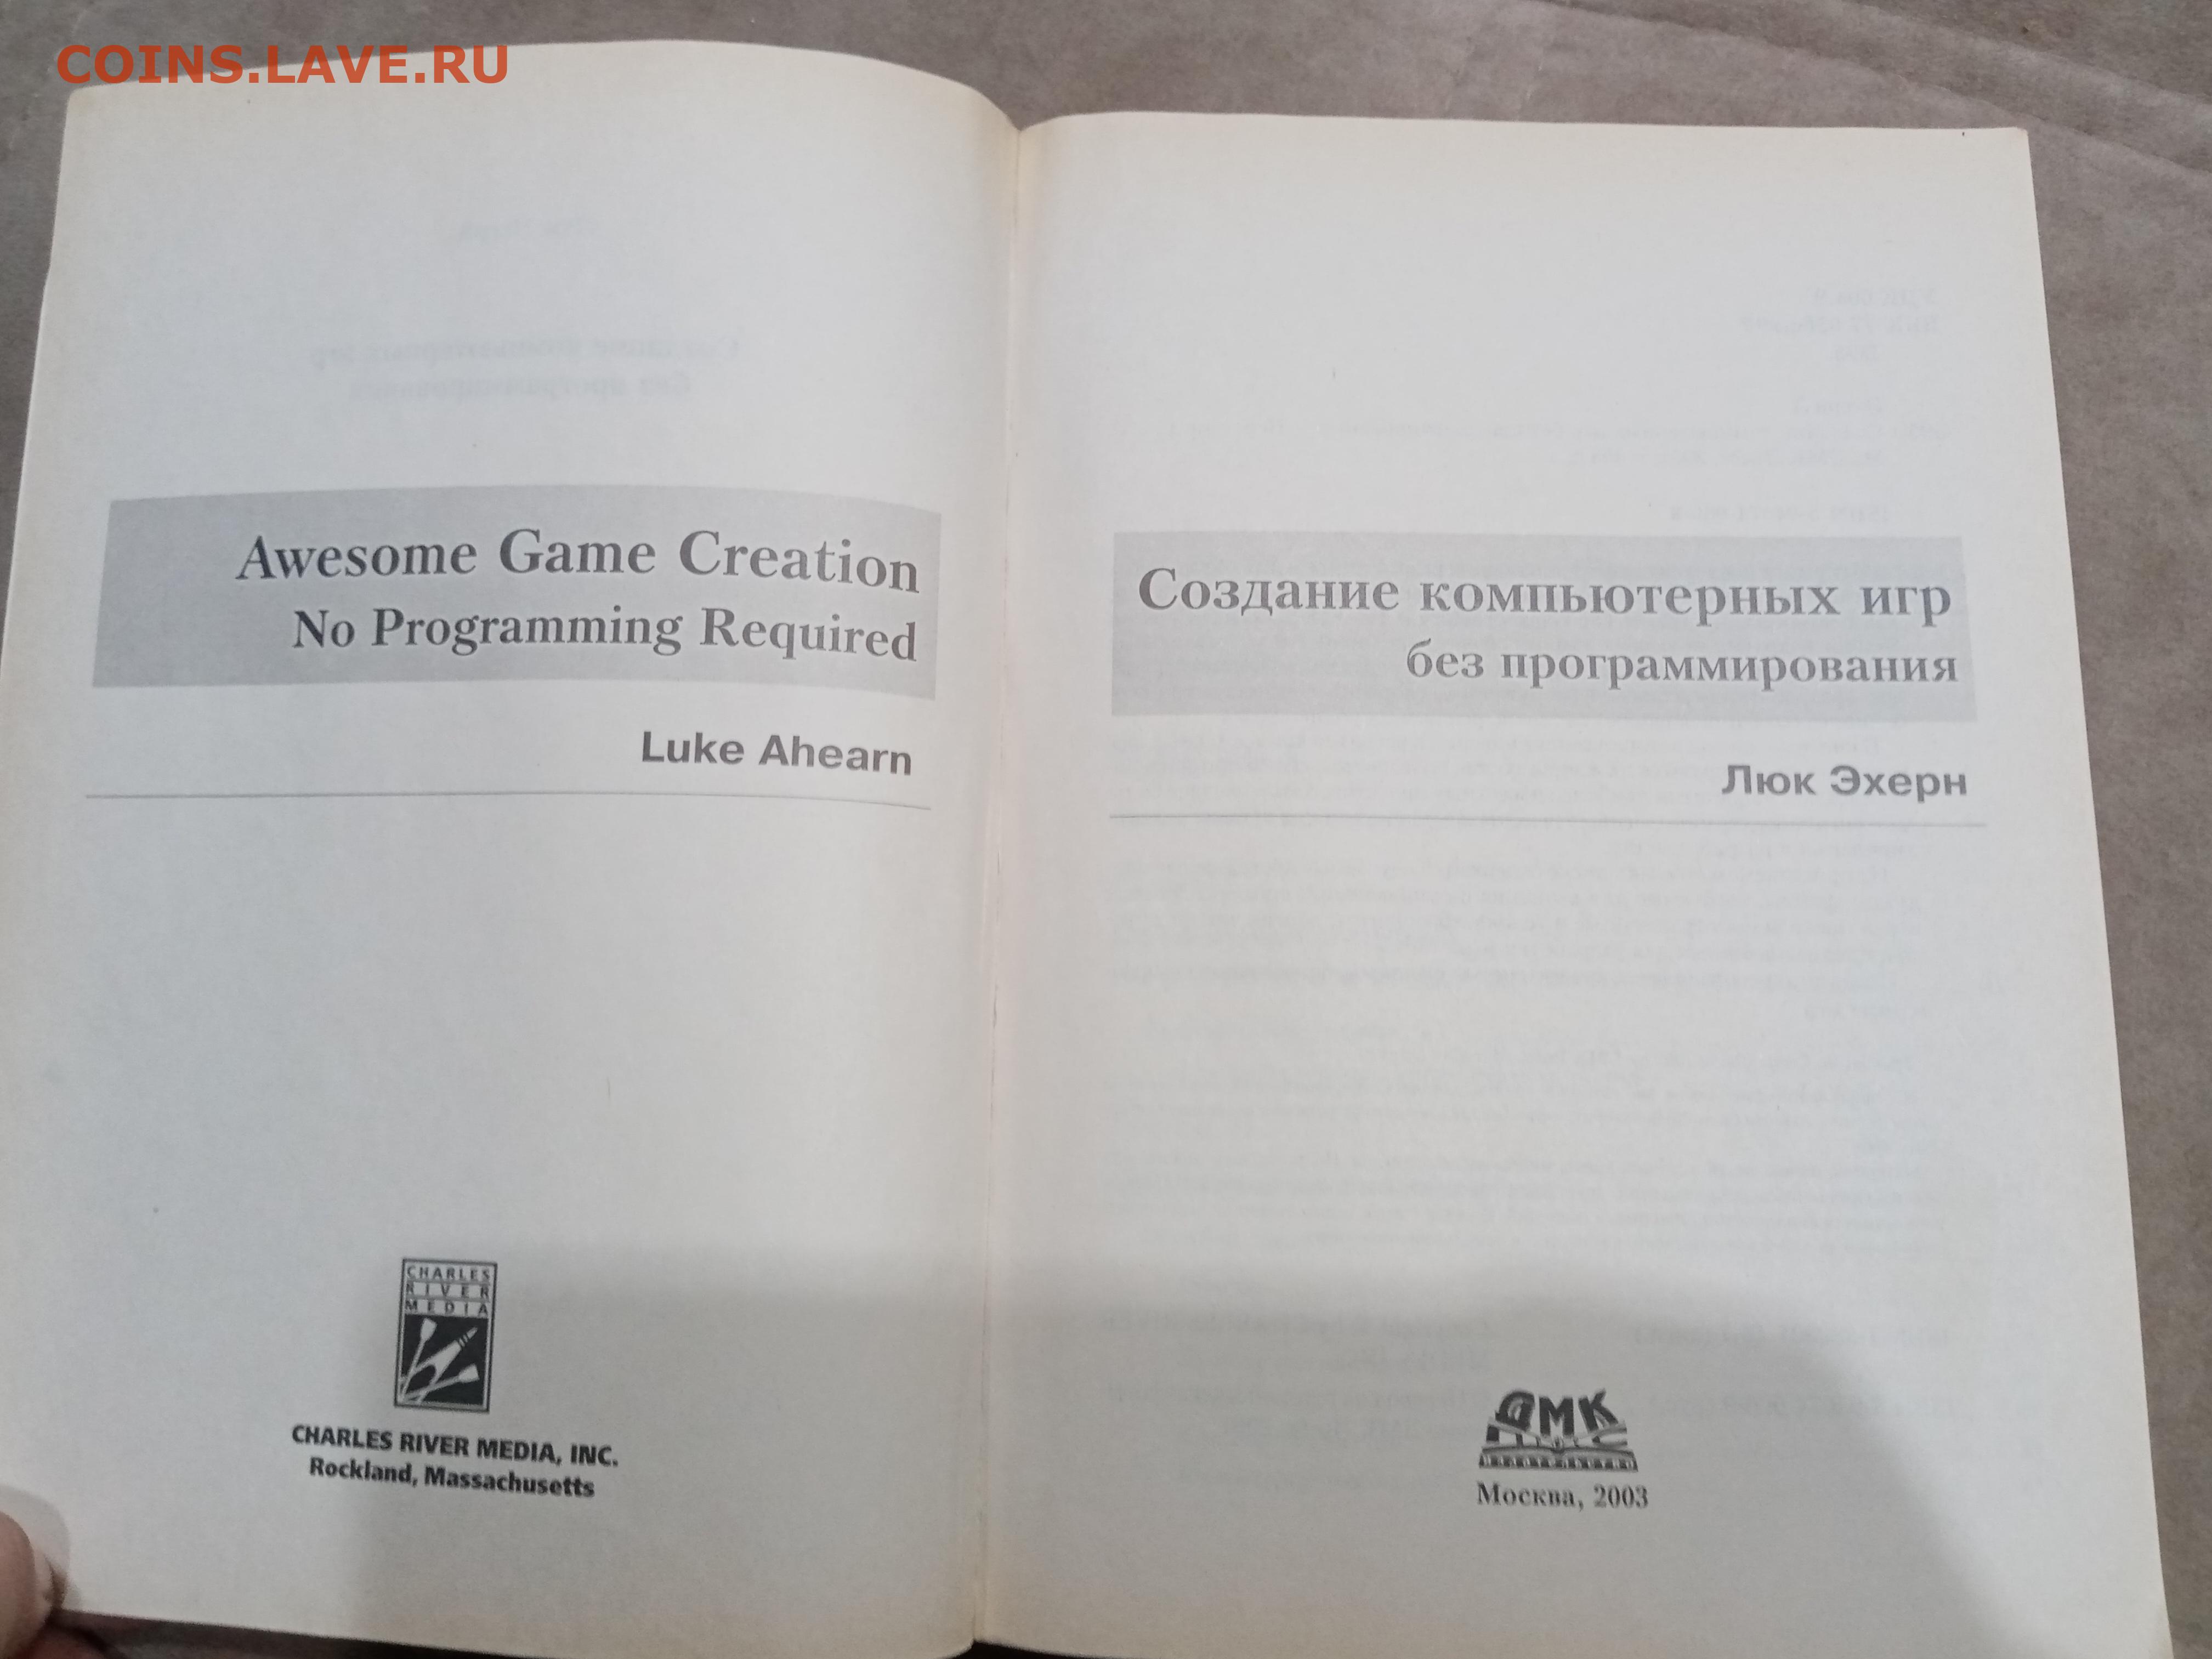 COINS.LAVE.RU
Awesome Game Creation
No Programming Required
Luke Ahearn
CHARLES
RIVER
MEDIA
CHARLES RIVER MEDIA, INC.
Rockland, Massachusetts
Создание компьютерных игр
без программирования
Люк Эхерн
ДМК
Москва, 2003